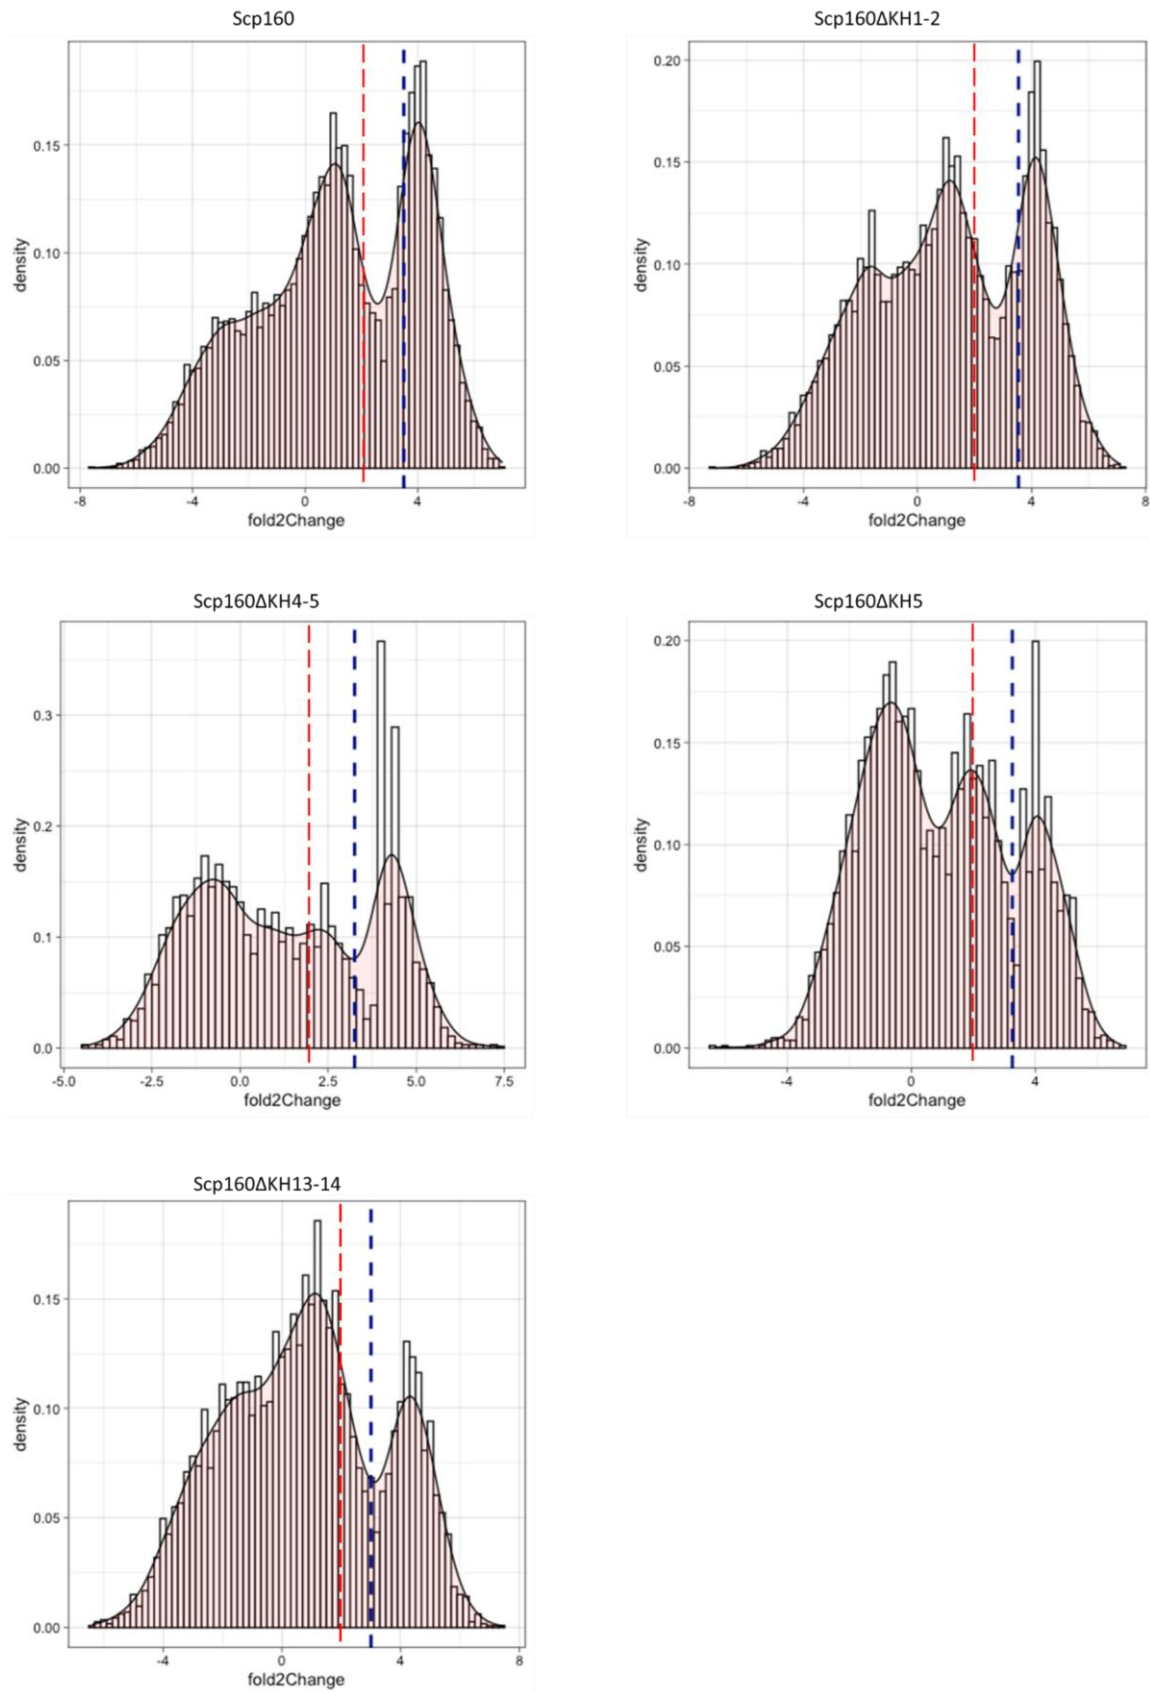 Scp160
Scp160ΔKH1-2
density
0.15
0.10
0.05
0.00
-8
-4
0
4
fold2Change
density
0.20
0.15
0.10
0.05
0.00
-8
-4
0
4
8
fold2Change
Scp160ΔKH4-5
Scp160ΔKH5
density
0.3
0.2
0.1
0.0
-5.0
-2.5
0.0
2.5
5.0
7.5
fold2Change
density
0.20
0.15
0.10
0.05
0.00
-4
0
4
fold2Change
Scp160ΔKH13-14
density
0.15
0.10
0.05
0.00
-4
0
4
8
fold2Change